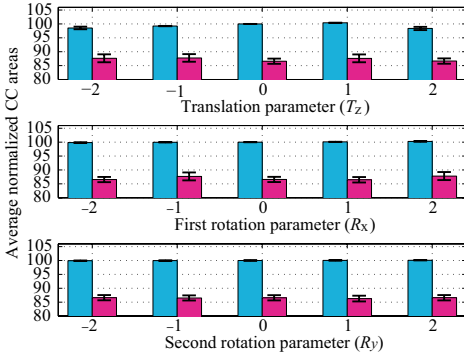 Average normalized CC areas
105
100
95
90
85
80
−2 −1 0 1 2
Translation parameter (Tz)
105
100
95
90
85
80
−2 −1 0 1 2
First rotation parameter (Rx)
105
100
95
90
85
80
−2 −1 0 1 2
Second rotation parameter (Ry)